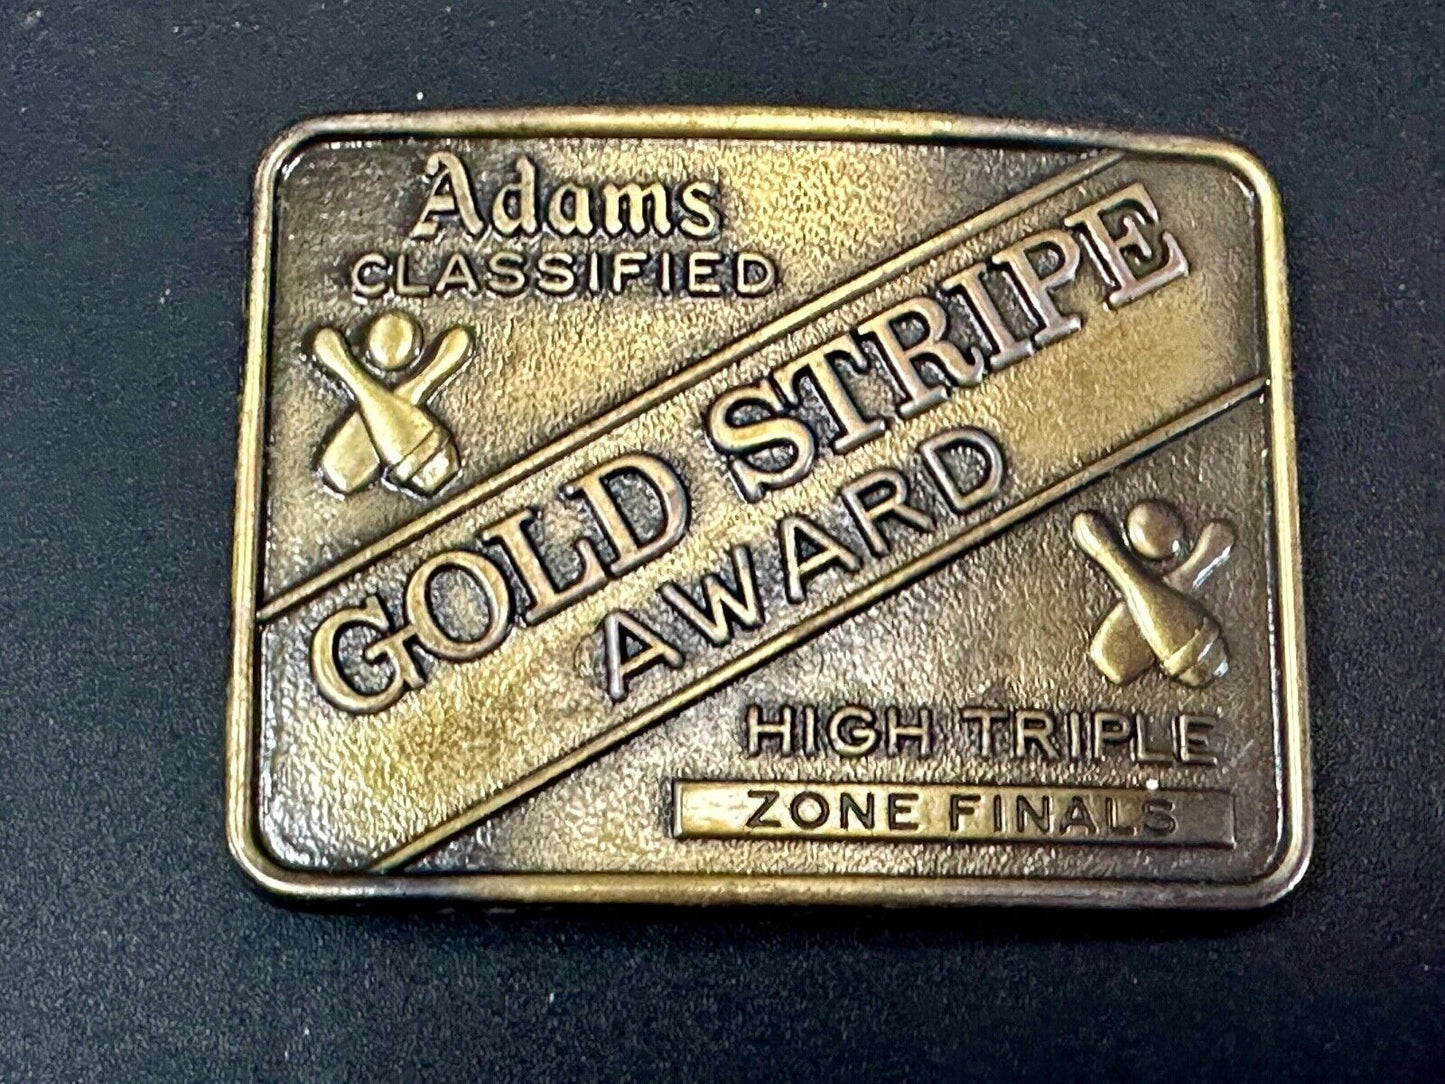 Adams
CLASSIFIED
GOLD STRIPE
AWARD
HIGH TRIPLE
ZONE FINALS